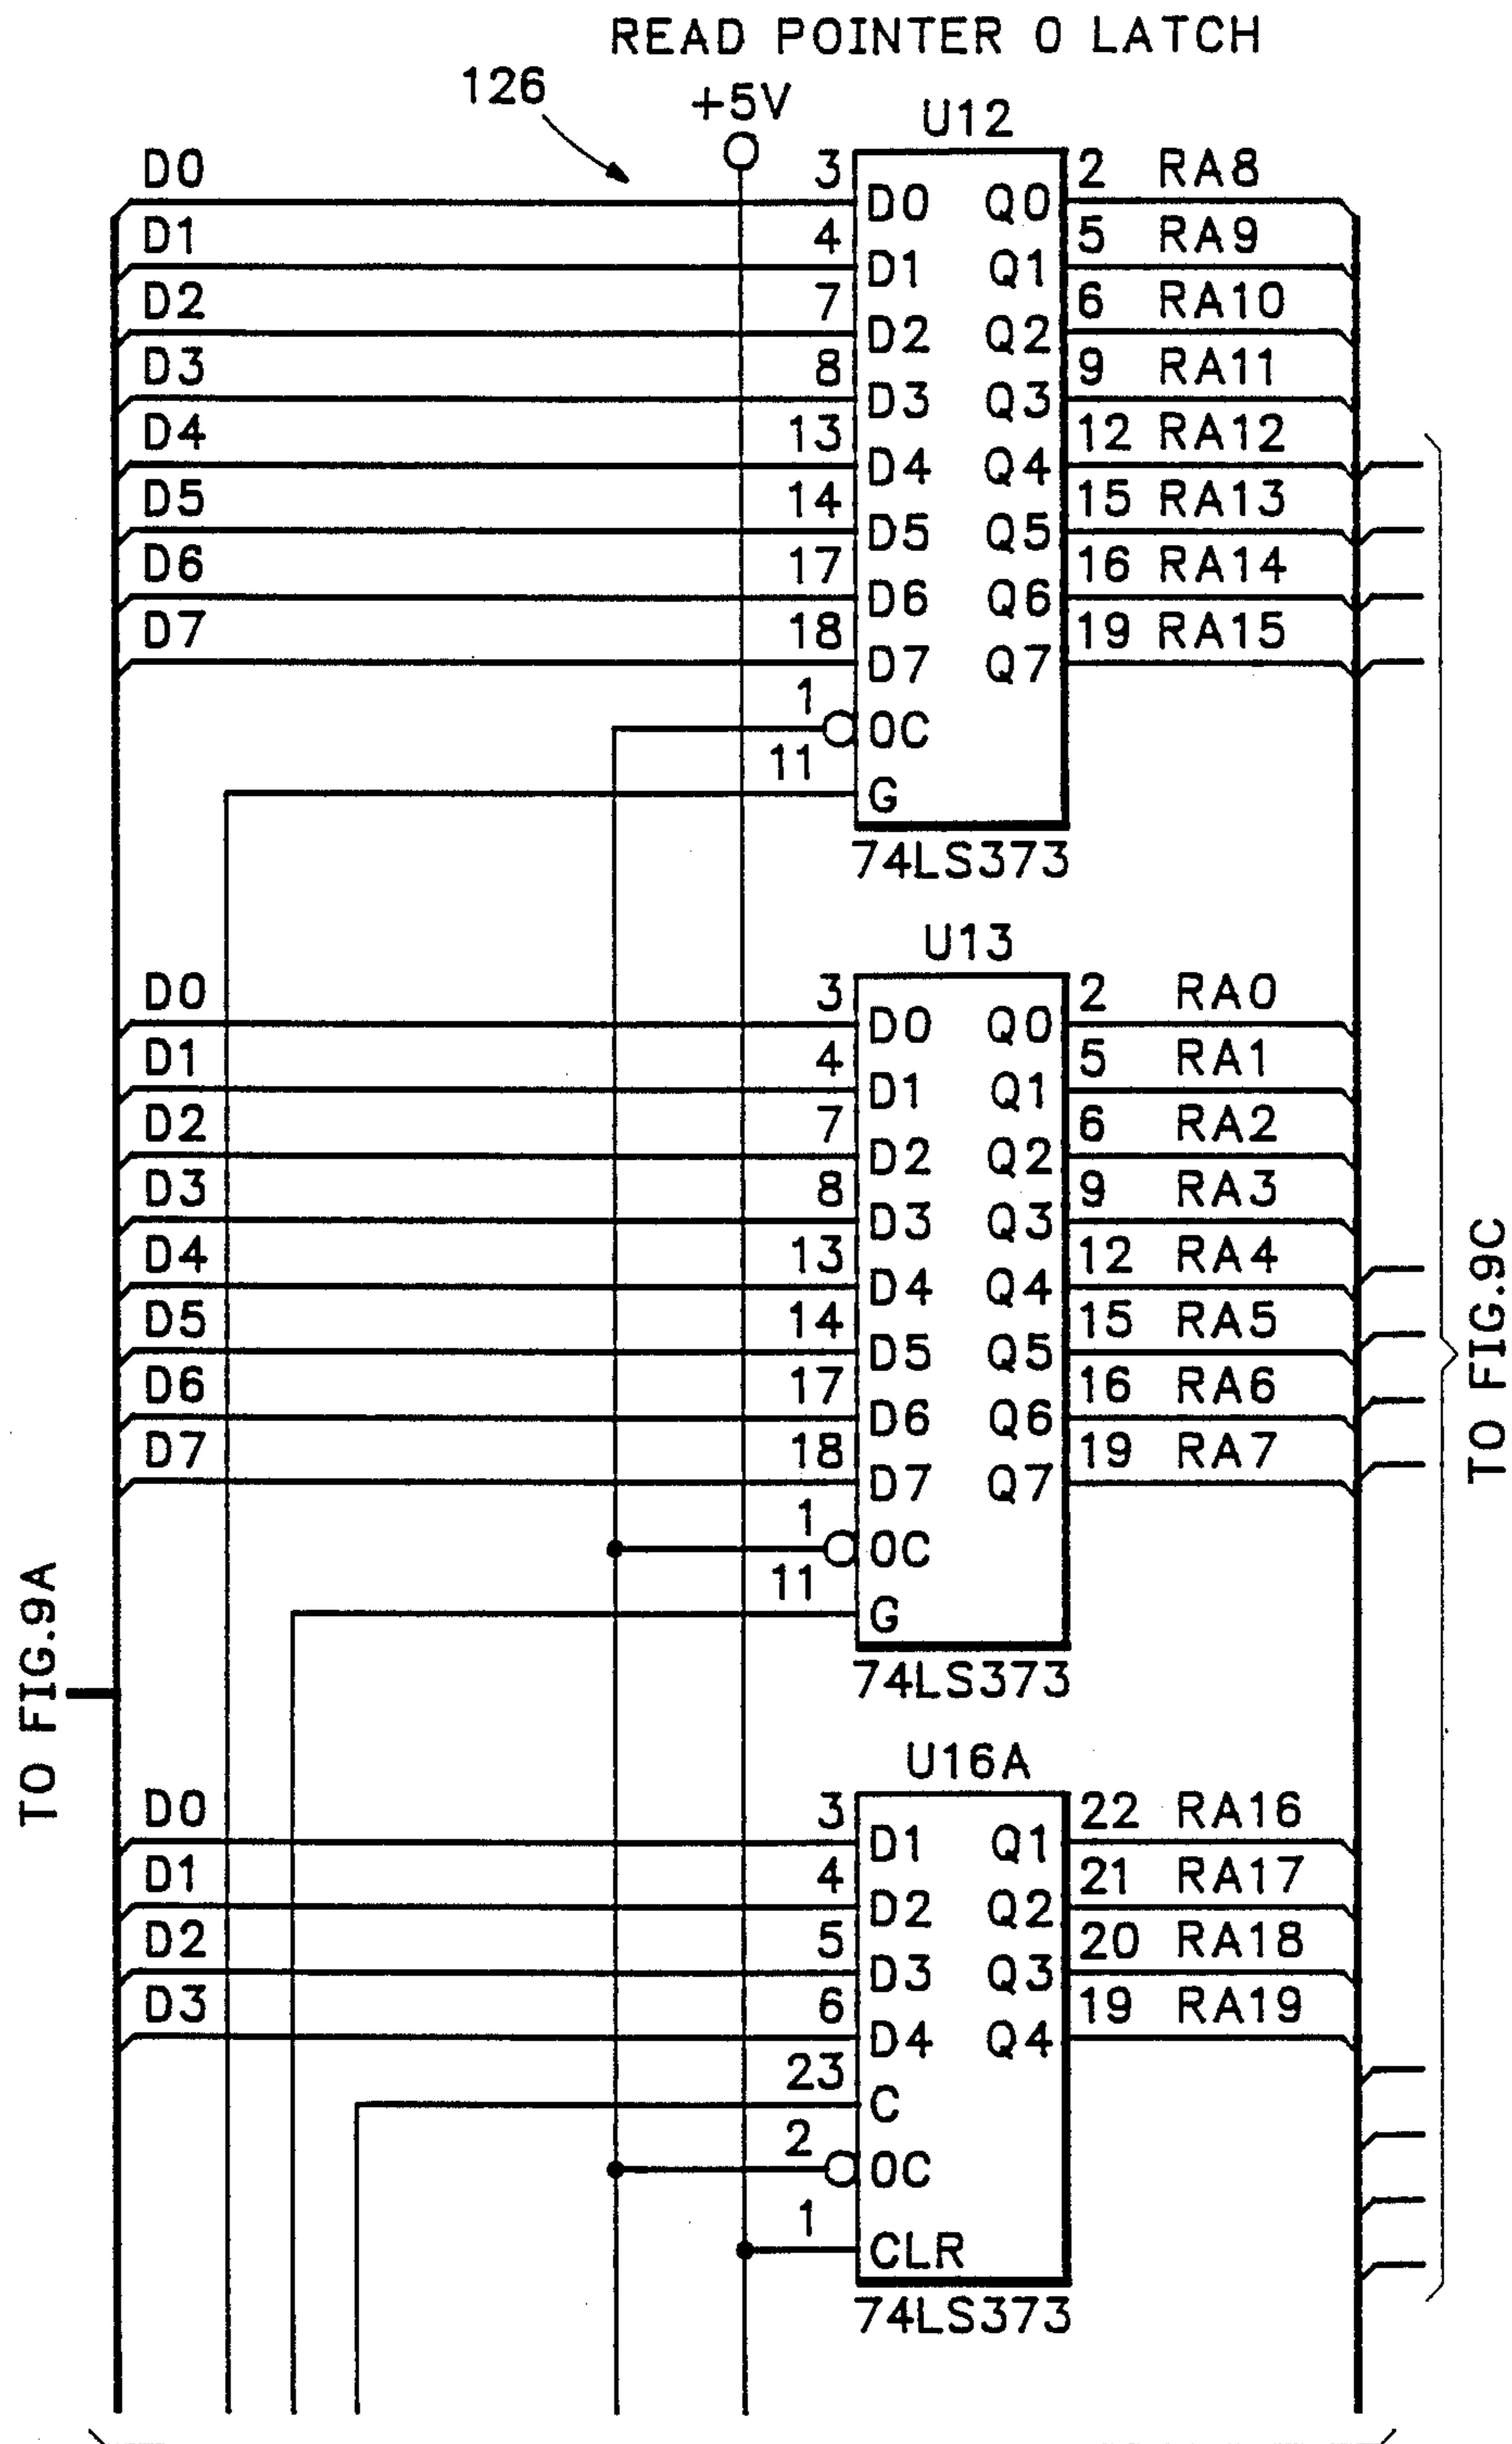 READ POINTER 0 LATCH
126
+5V
U12
D0 3 D0 Q0 2 RA8
D1 4 D1 Q1 5 RA9
D2 7 D2 Q2 6 RA10
D3 8 D3 Q3 9 RA11
D4 13 D4 Q4 12 RA12
D5 14 D5 Q5 15 RA13
D6 17 D6 Q6 16 RA14
D7 18 D7 Q7 19 RA15
1 OC
11 G
74LS373
U13
D0 3 D0 Q0 2 RA0
D1 4 D1 Q1 5 RA1
D2 7 D2 Q2 6 RA2
D3 8 D3 Q3 9 RA3
D4 13 D4 Q4 12 RA4
D5 14 D5 Q5 15 RA5
D6 17 D6 Q6 16 RA6
D7 18 D7 Q7 19 RA7
1 OC
11 G
74LS373
TO FIG.9A
TO FIG.9C
U16A
D0 3 D1 Q1 22 RA16
D1 4 D2 Q2 21 RA17
D2 5 D3 Q3 20 RA18
D3 6 D4 Q4 19 RA19
23 C
2 OC
1 CLR
74LS373